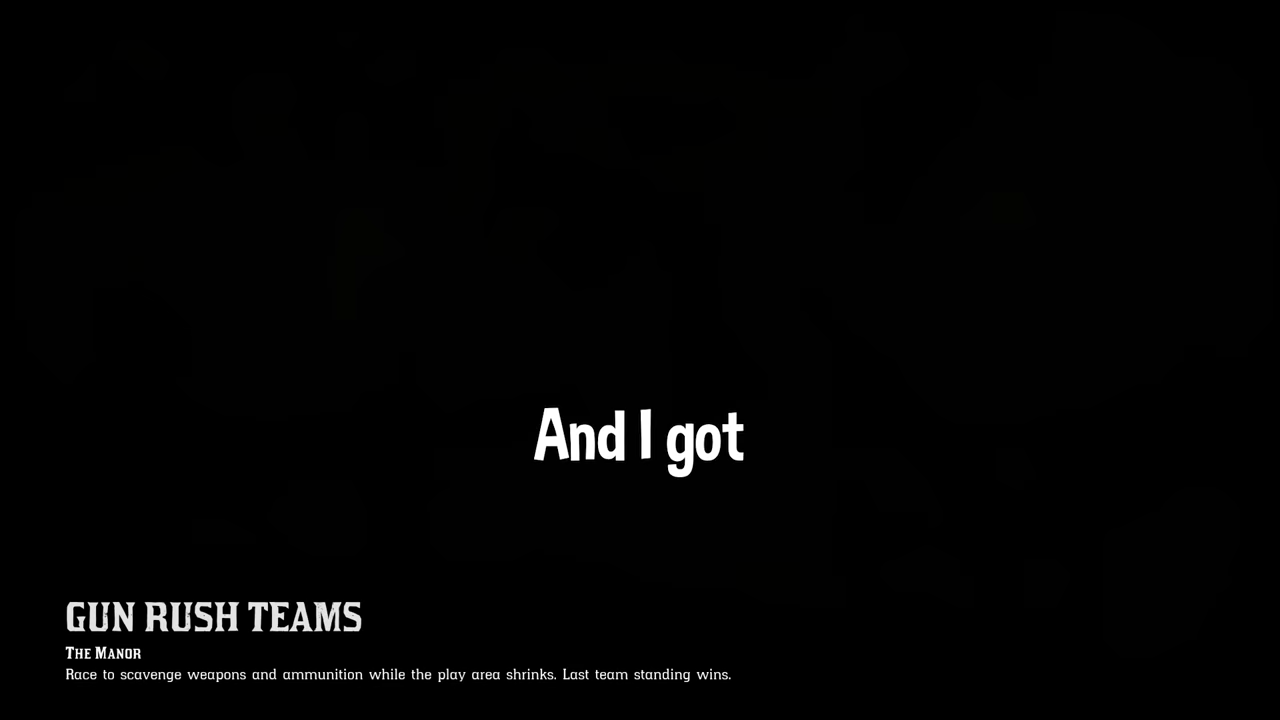 And I got
GUN RUSH TEAMS
The Manor
Race to scavenge weapons and ammunition while the play area shrinks. Last team standing wins.